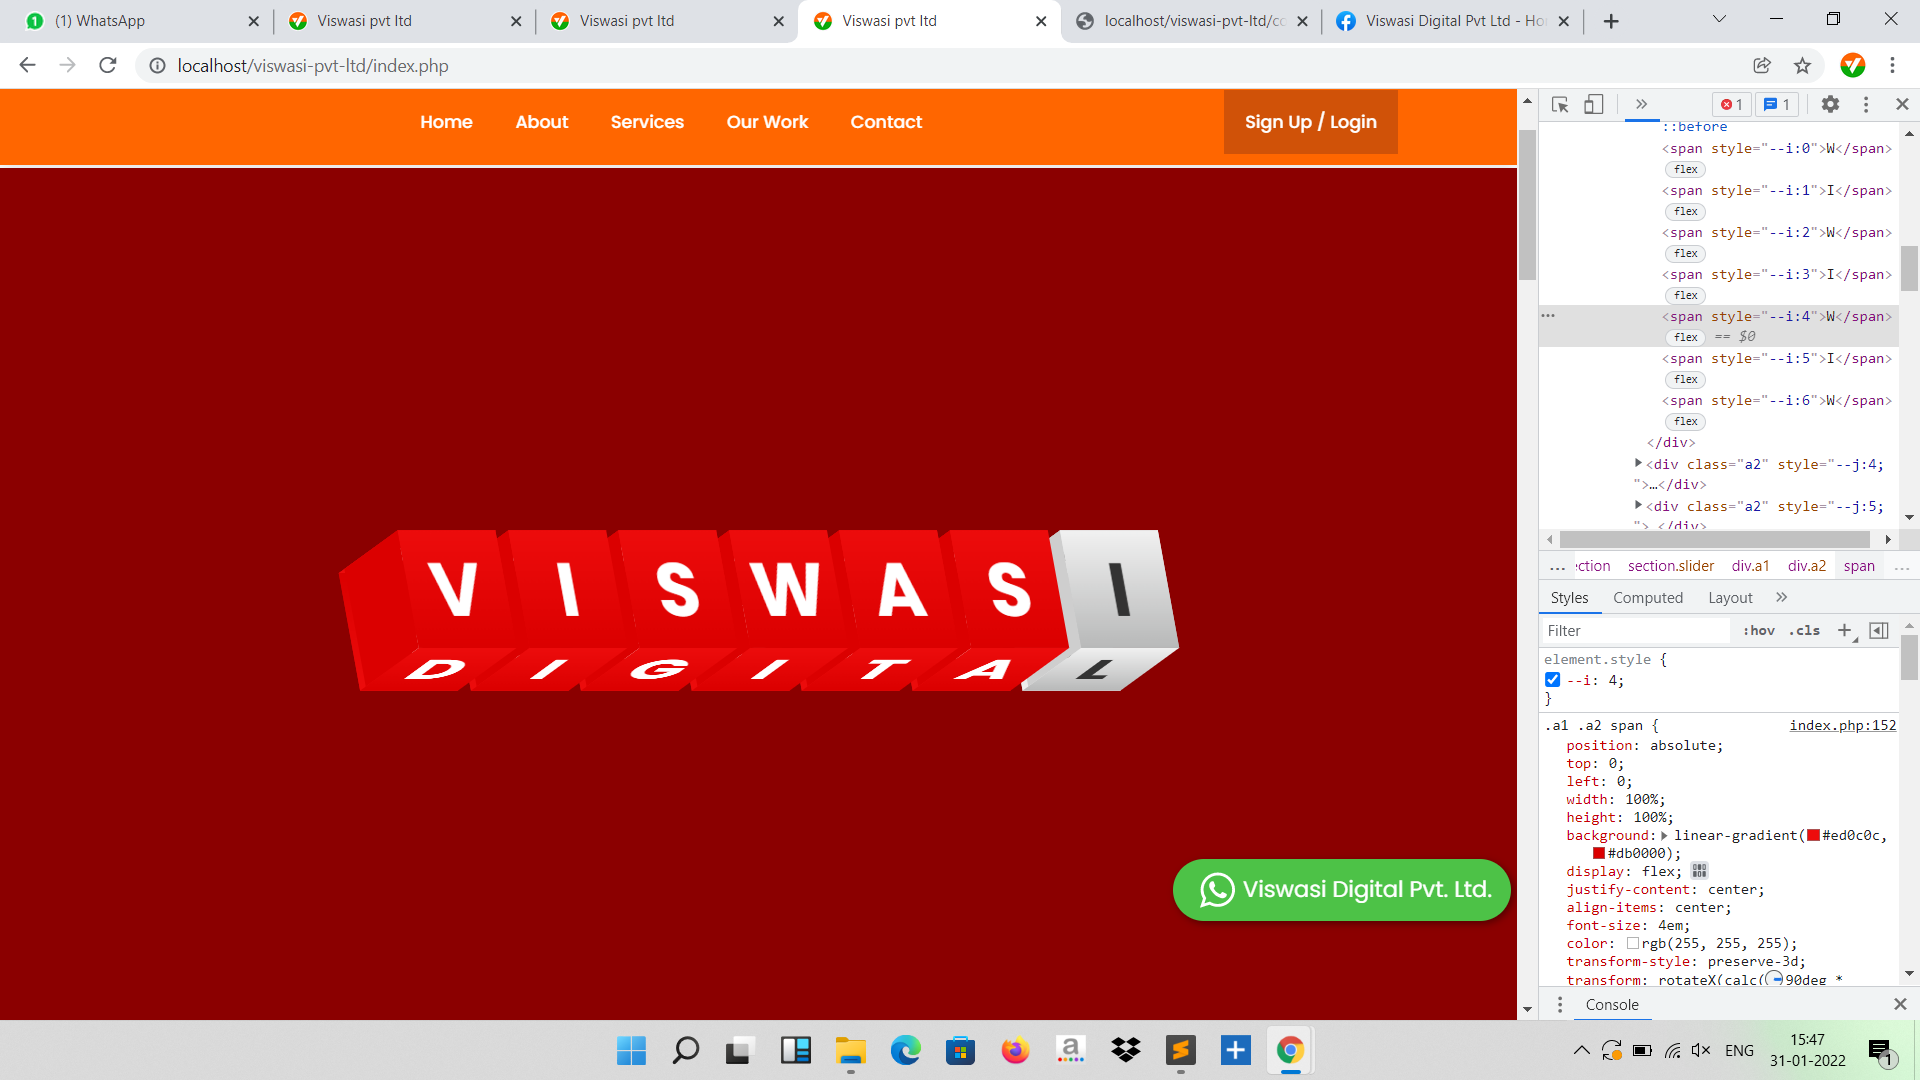 (1) WhatsApp
Viswasi pvt ltd
Viswasi pvt ltd
Viswasi pvt ltd
localhost/viswasi-pvt-ltd/co
Viswasi Digital Pvt Ltd - Ho
localhost/viswasi-pvt-ltd/index.php
Home About Services Our Work Contact
Sign Up / Login
VISWASI
DIGITAL
Viswasi Digital Pvt. Ltd.
1 1
::before
<span style="--i:0">W</span>
flex
<span style="--i:1">I</span>
flex
<span style="--i:2">W</span>
flex
<span style="--i:3">I</span>
flex
<span style="--i:4">W</span>
flex == $0
<span style="--i:5">I</span>
flex
<span style="--i:6">W</span>
flex
</div>
<div class="a2" style="--j:4;
">…</div>
<div class="a2" style="--j:5;
"> </div>
... ection section.slider div.a1 div.a2 span ...
Styles Computed Layout
Filter :hov .cls
element.style {
--i: 4;
}
.a1 .a2 span { index.php:152
position: absolute;
top: 0;
left: 0;
width: 100%;
height: 100%;
background: linear-gradient(#ed0c0c,
#db0000);
display: flex;
justify-content: center;
align-items: center;
font-size: 4em;
color: rgb(255, 255, 255);
transform-style: preserve-3d;
transform: rotateX(calc(90deg *
Console
ENG
15:47
31-01-2022
1